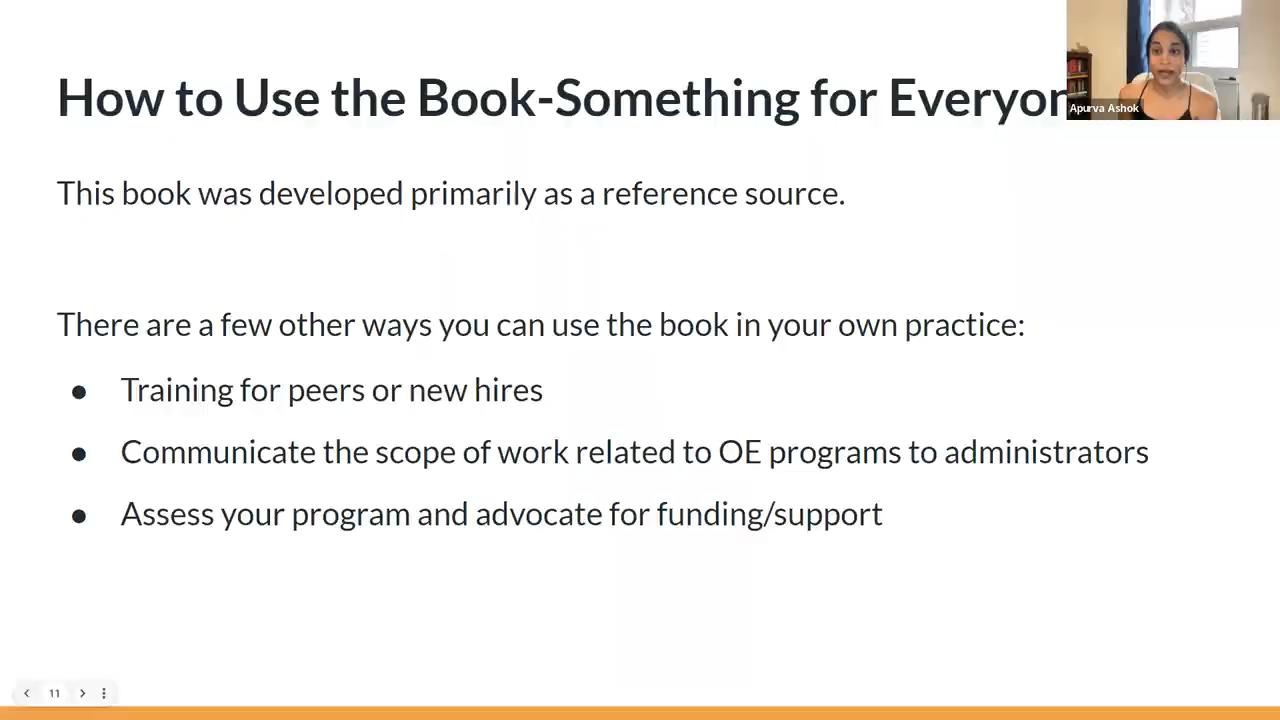 How to Use the Book-Something for Everyon
Apurva Ashok
This book was developed primarily as a reference source.
There are a few other ways you can use the book in your own practice:
● Training for peers or new hires
● Communicate the scope of work related to OE programs to administrators
● Assess your program and advocate for funding/support
11